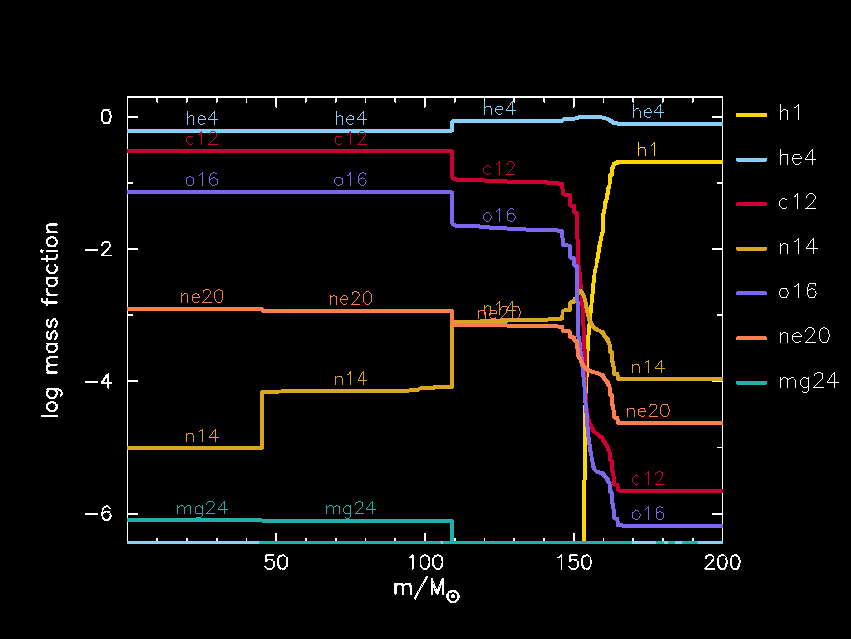 he4 he4 he4 he4 h1
0
c12 c12 c12 h1 he4
o16 o16 o16 c12
-2
ne20 ne20 n14 ne20 n14
-4
n14 n14 n14 o16
ne20 ne20
c12 mg24
mg24 mg24 o16
-6
50 100 150 200
m/M⊙
log mass fraction